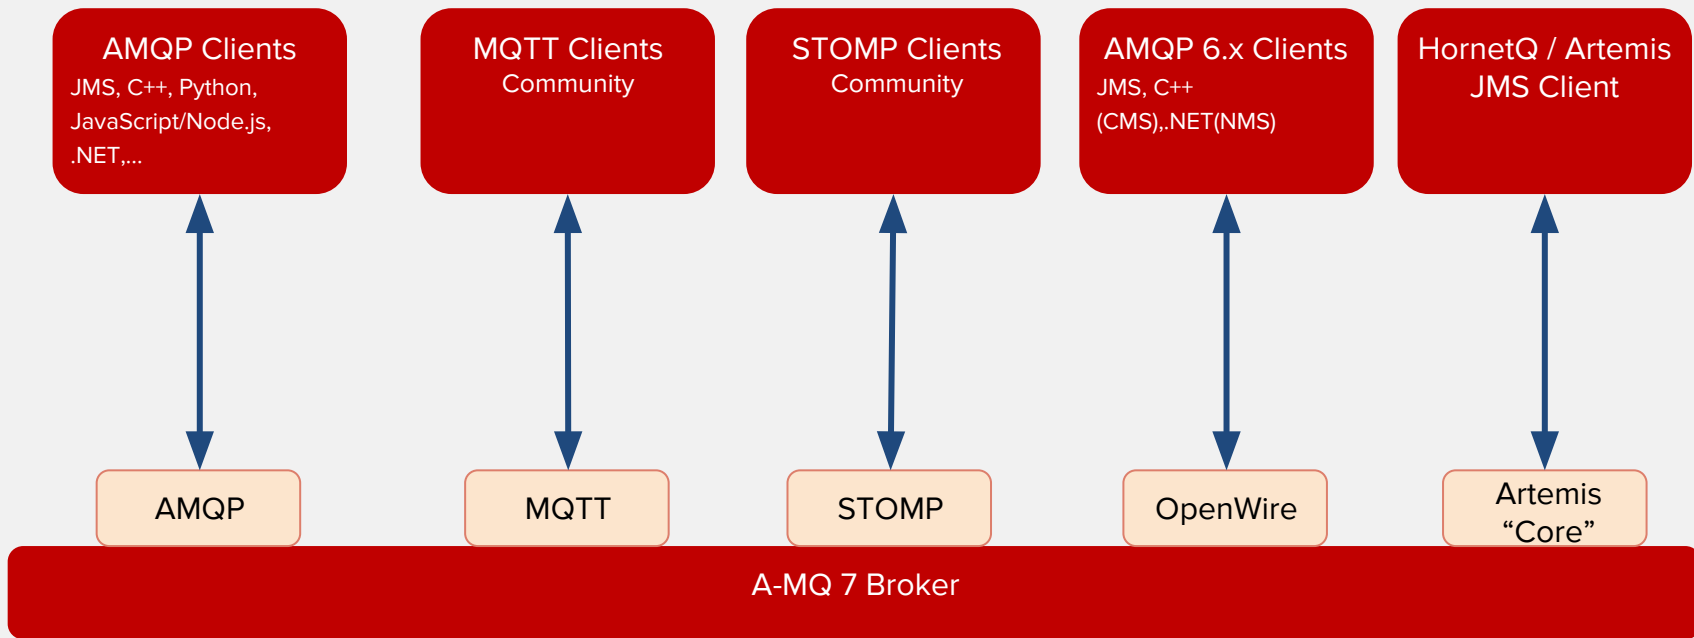 AMQP Clients
JMS, C++, Python,
JavaScript/Node.js,
.NET,...
MQTT Clients
Community
STOMP Clients
Community
AMQP 6.x Clients
JMS, C++
(CMS),.NET(NMS)
HornetQ / Artemis
JMS Client
AMQP
MQTT
STOMP
OpenWire
Artemis
“Core”
A-MQ 7 Broker